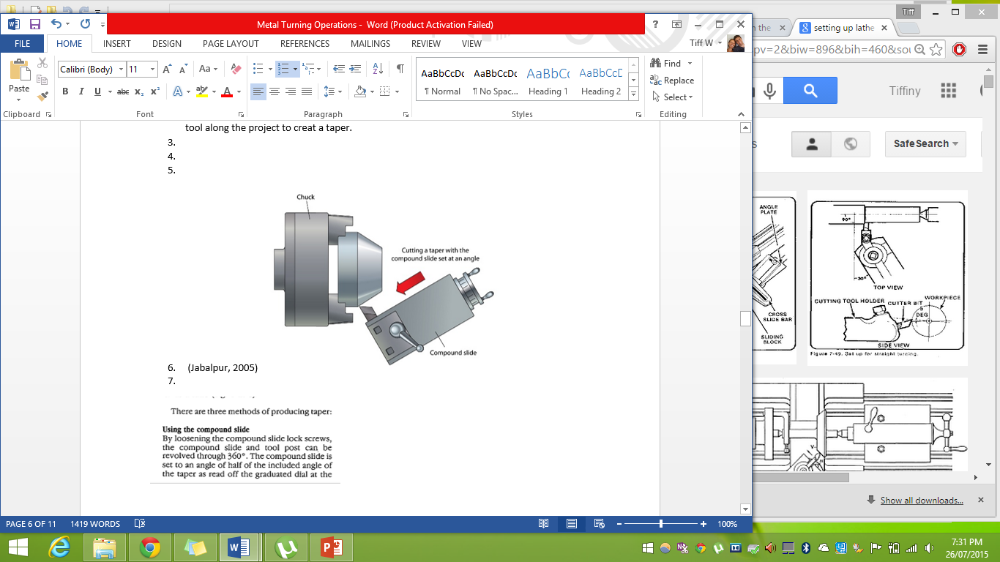 Tiff
Metal Turning Operations - Word (Product Activation Failed)
setting up lathe
FILE HOME INSERT DESIGN PAGE LAYOUT REFERENCES MAILINGS REVIEW VIEW Tiff W
pv=2&biw=896&bih=460&sou
Calibri (Body) 11
Paste
AaBbCcDc AaBbCcDc AaBbCc AaBbCcD
¶ Normal ¶ No Spac... Heading 1 Heading 2
Find
Replace
Select
Clipboard Font Paragraph Styles Editing
Tiffiny
SafeSearch
tool along the project to creat a taper.
3.
4.
5.
Chuck
Cutting a taper with the
compound slide set at an angle
Compound slide
6. (Jabalpur, 2005)
7.
There are three methods of producing taper:
Using the compound slide
By loosening the compound slide lock screws,
the compound slide and tool post can be
revolved through 360°. The compound slide is
set to an angle of half of the included angle of
the taper as read off the graduated dial at the
ANGLE
PLATE
CROSS
SLIDE BAR
SLIDING
BLOCK
90°
30°
TOP VIEW
CUTTING TOOL HOLDER CUTTER BIT WORKPIECE
5
DEG
SIDE VIEW
Figure 7-49. Set up for straight turning.
Show all downloads...
PAGE 6 OF 11 1419 WORDS 100%
7:31 PM
26/07/2015